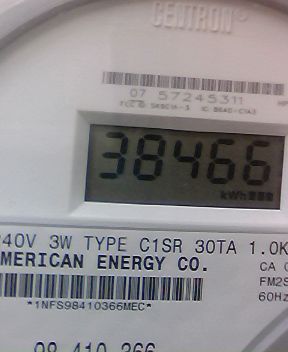 CENTRON®
07 57245311
38466
kWh
240V 3W TYPE C1SR 30TA 1.0K
AMERICAN ENERGY CO.
CA
FM2S
60Hz
*1NFS98410366MEC*
98 410 366